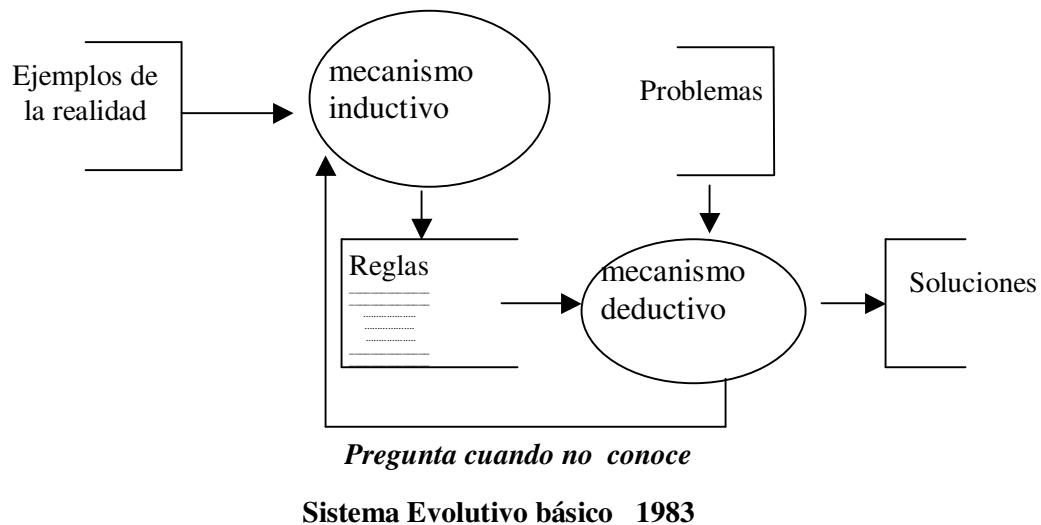 Ejemplos de
la realidad
mecanismo
inductivo
Problemas
Reglas
mecanismo
deductivo
Soluciones
Pregunta cuando no conoce
Sistema Evolutivo básico 1983